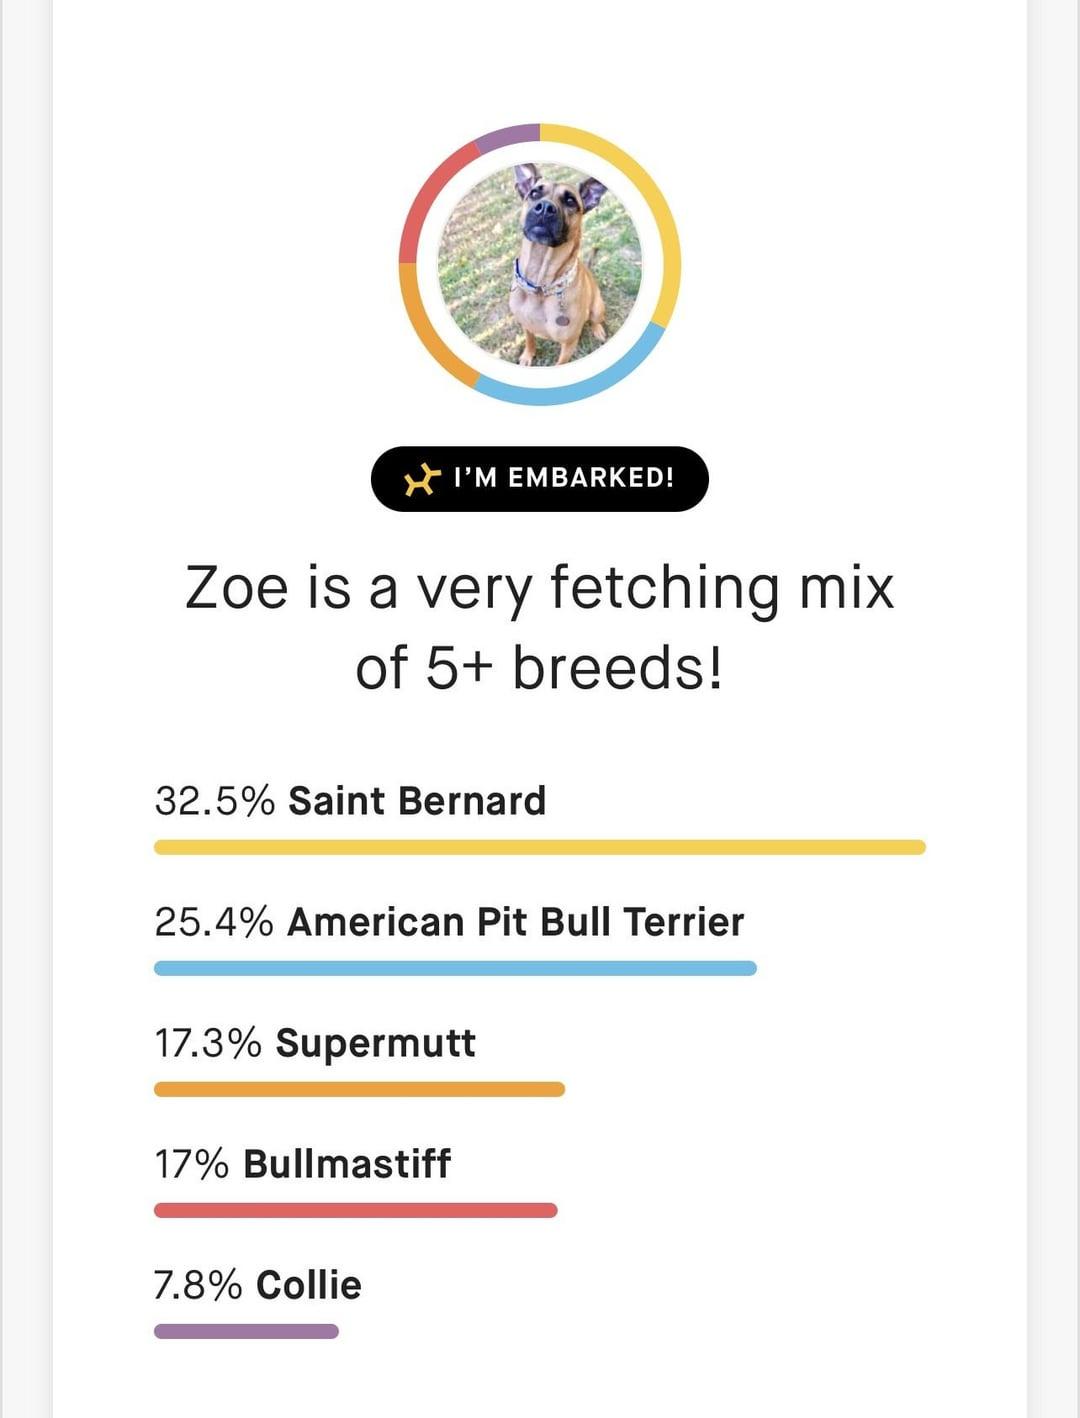 I’M EMBARKED!
Zoe is a very fetching mix
of 5+ breeds!
32.5% Saint Bernard
25.4% American Pit Bull Terrier
17.3% Supermutt
17% Bullmastiff
7.8% Collie